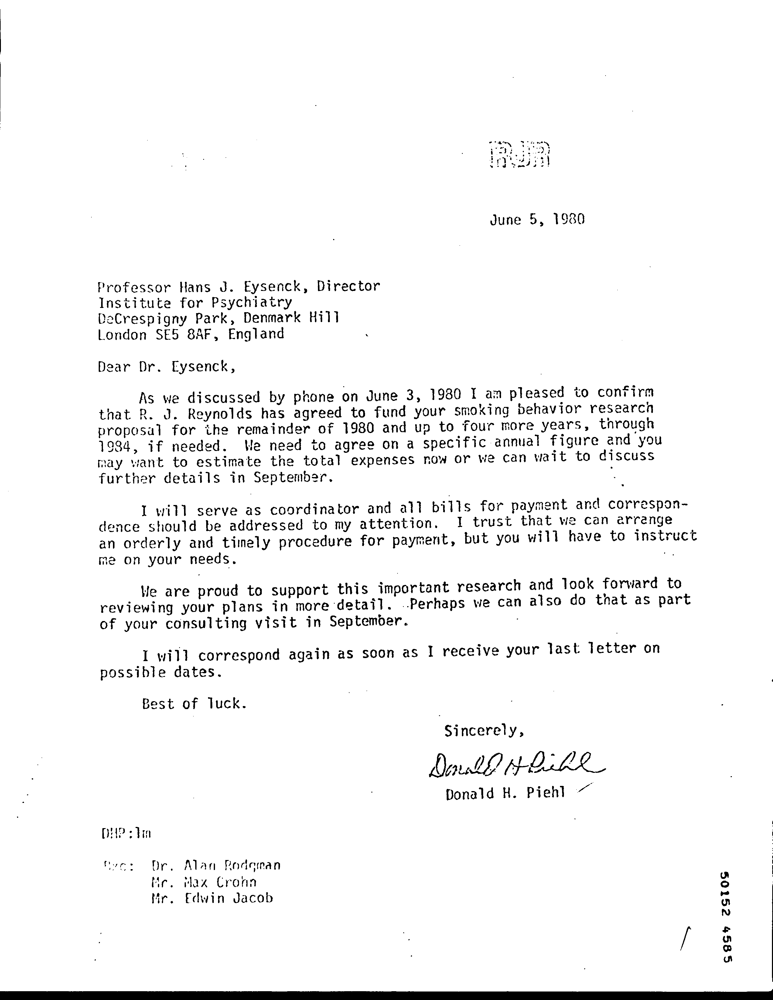 RJR
June 5, 1980
Professor Hans J. Eysenck, Director
Institute for Psychiatry
DeCrespigny Park, Denmark Hill
London SE5 8AF, England
Dear Dr. Eysenck,
As we discussed by phone on June 3, 1980 I am pleased to confirm
that R. J. Reynolds has agreed to fund your smoking behavior research
proposal for the remainder of 1980 and up to four more years, through
1984, if needed. We need to agree on a specific annual figure and you
may want to estimate the total expenses now or we can wait to discuss
further details in September.
I will serve as coordinator and all bills for payment and correspon-
dence should be addressed to my attention. I trust that we can arrange
an orderly and timely procedure for payment, but you will have to instruct
me on your needs.
We are proud to support this important research and look forward to
reviewing your plans in more detail. Perhaps we can also do that as part
of your consulting visit in September.
I will correspond again as soon as I receive your last letter on
possible dates.
Best of luck.
Sincerely,
Donald H Piehl
Donald H. Piehl
DHP:lm
Dr. Alan Rodgman
Mr. Max Crohn
Mr. Edwin Jacob
50152 4585